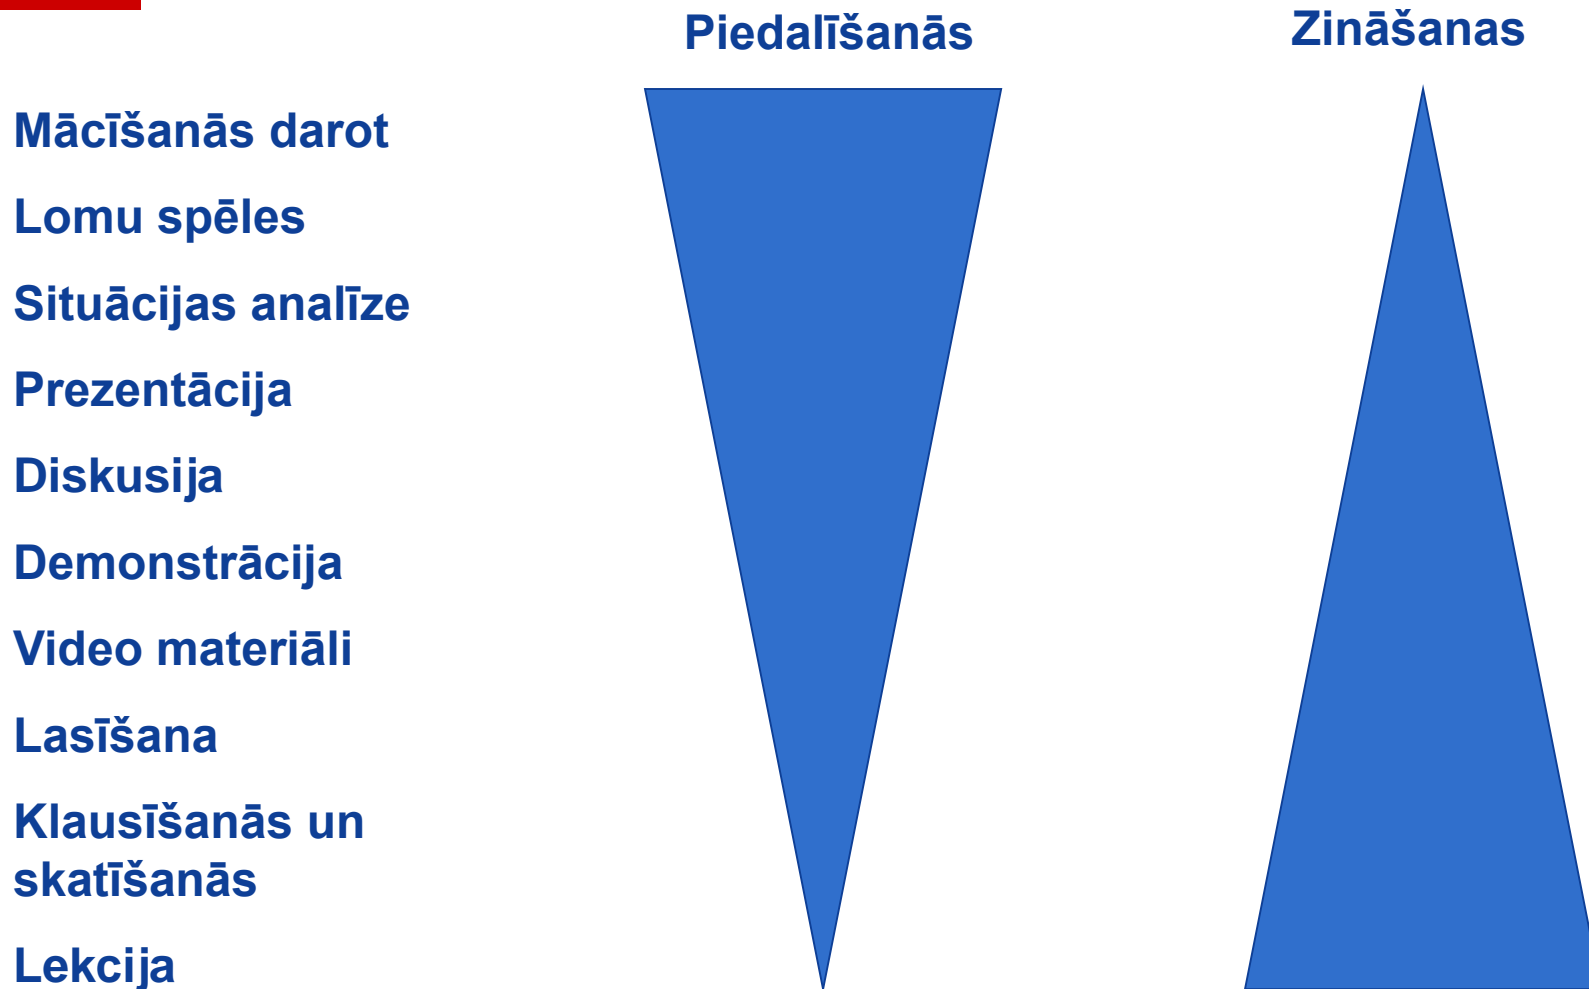 Piedalīšanās
Zināšanas
Mācīšanās darot
Lomu spēles
Situācijas analīze
Prezentācija
Diskusija
Demonstrācija
Video materiāli
Lasīšana
Klausīšanās un
skatīšanās
Lekcija